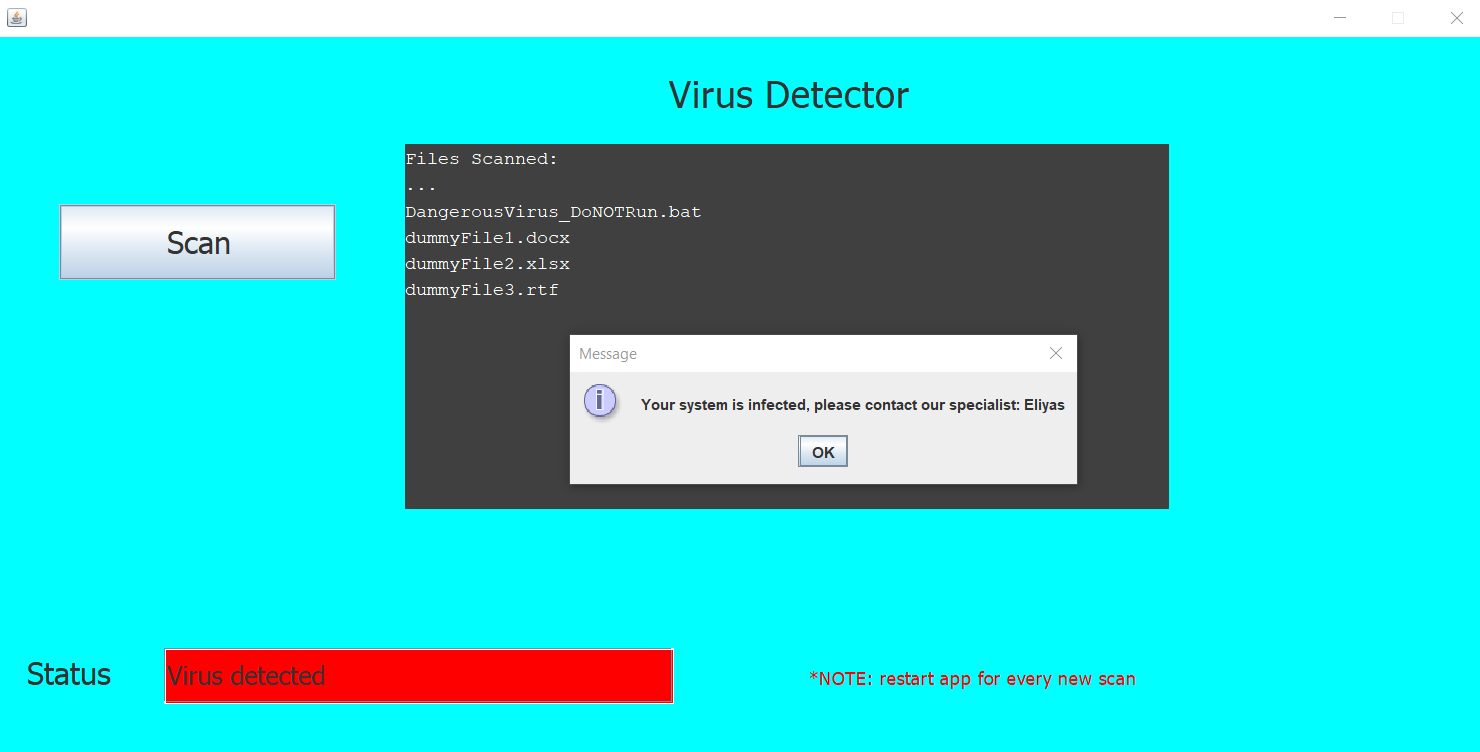 Virus Detector
Files Scanned:
...
DangerousVirus_DoNOTRun.bat
dummyFile1.docx
dummyFile2.xlsx
dummyFile3.rtf
Scan
Message
Your system is infected, please contact our specialist: Eliyas
OK
Status
Virus detected
*NOTE: restart app for every new scan